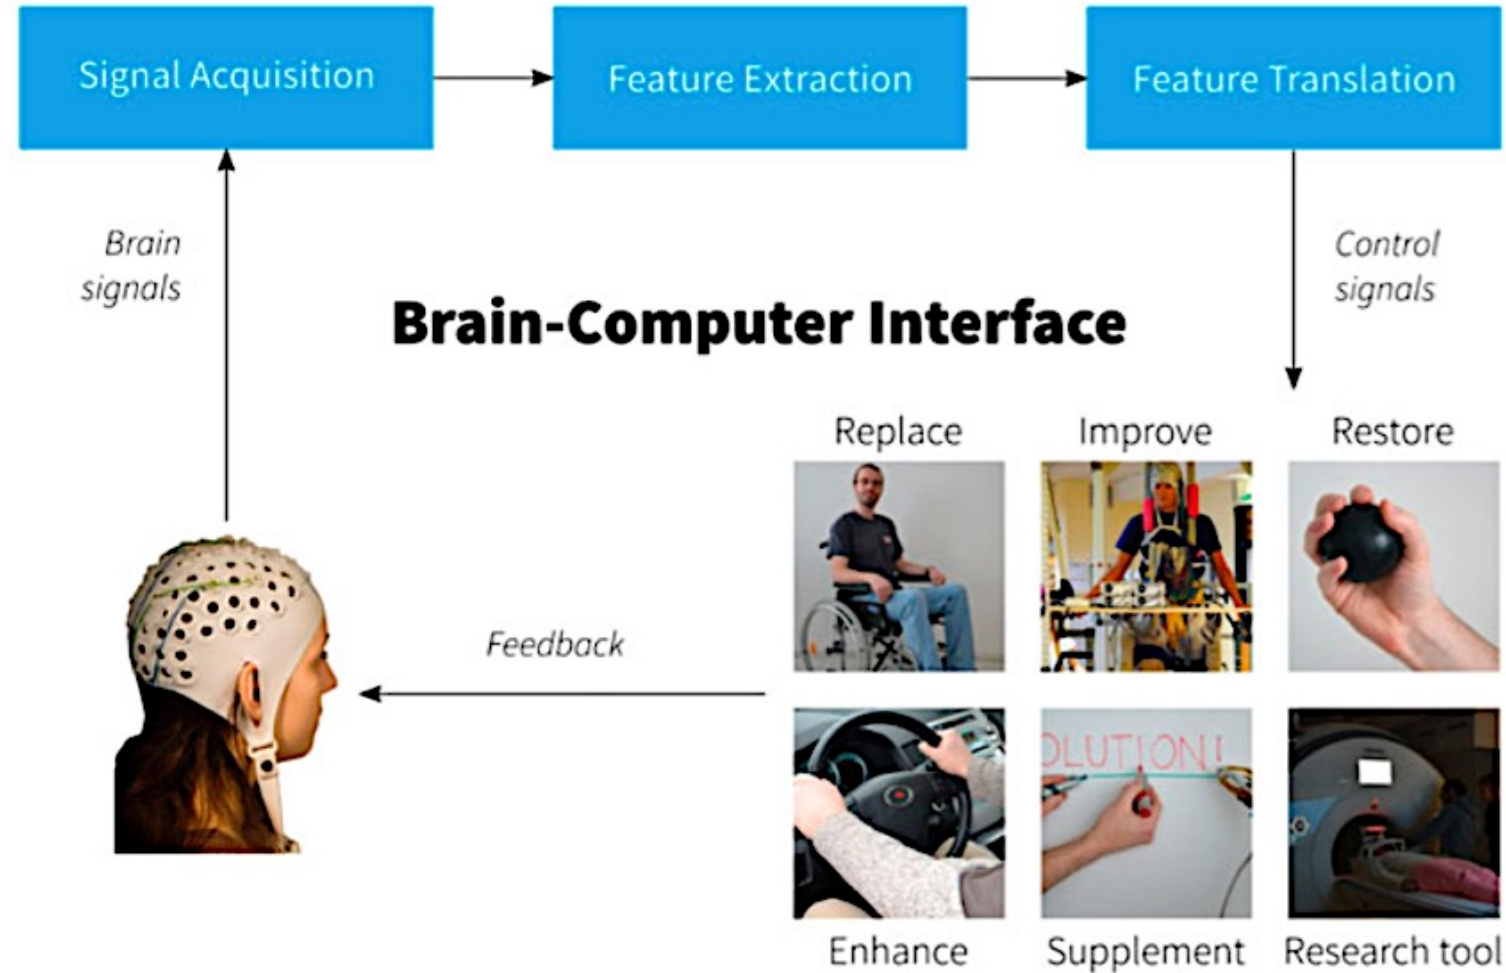 Signal Acquisition
Feature Extraction
Feature Translation
Brain
signals
Control
signals
Brain-Computer Interface
Replace
Improve
Restore
Feedback
OLUTION!
Enhance
Supplement
Research tool